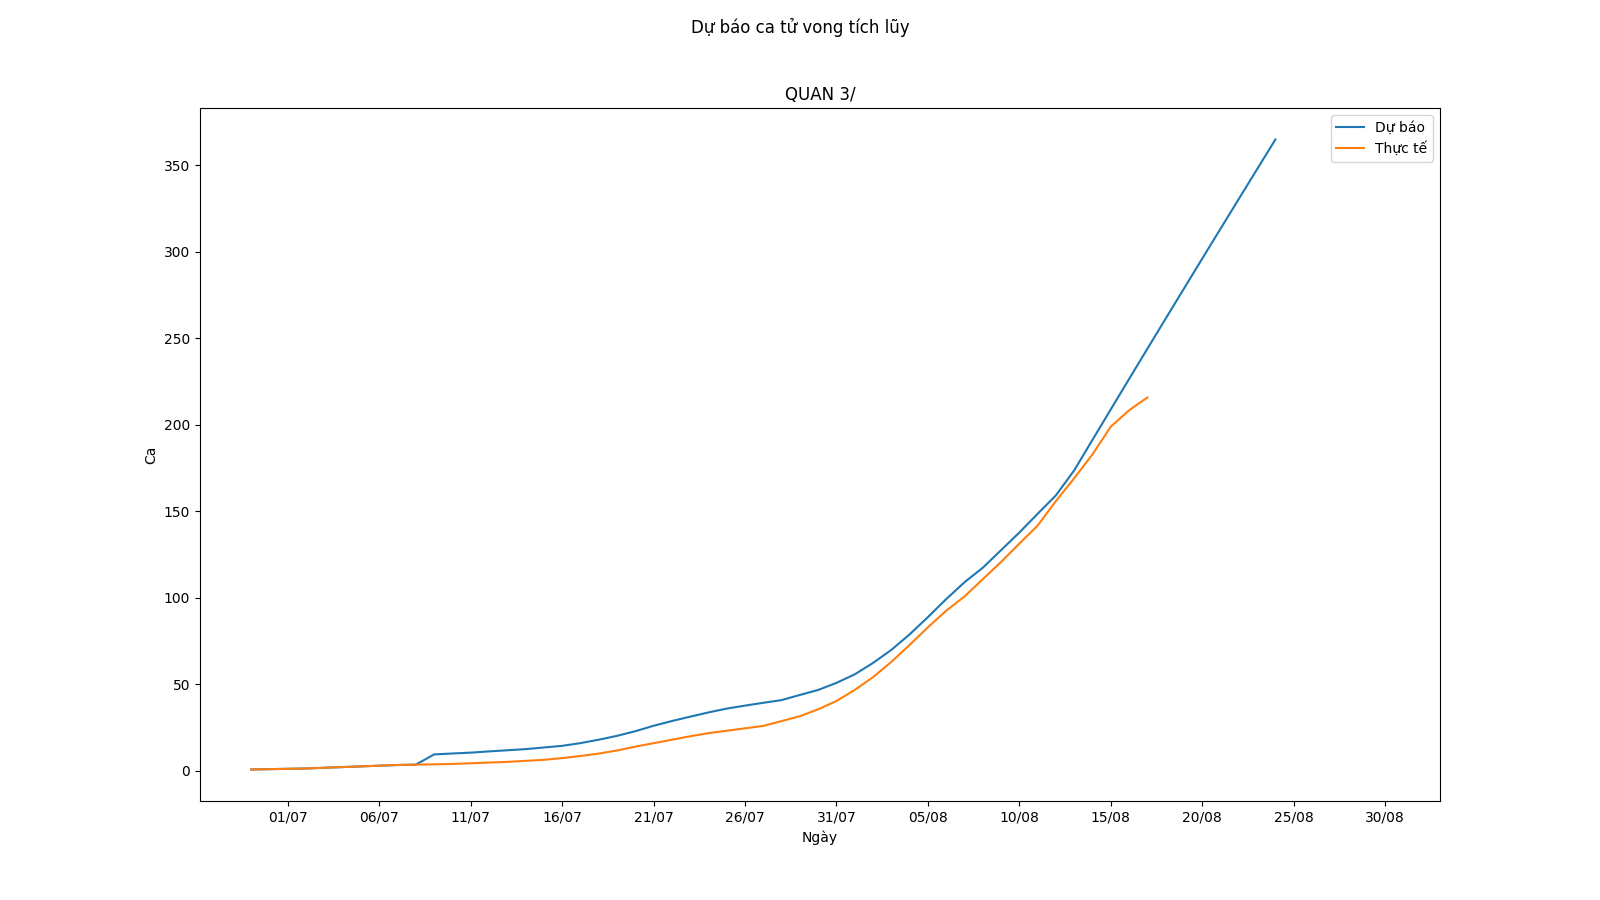 Dự báo ca tử vong tích lũy
QUAN 3/
Dự báo
Thực tế
350
300
250
200
150
100
50
0
Ca
01/07 06/07 11/07 16/07 21/07 26/07 31/07 05/08 10/08 15/08 20/08 25/08 30/08
Ngày